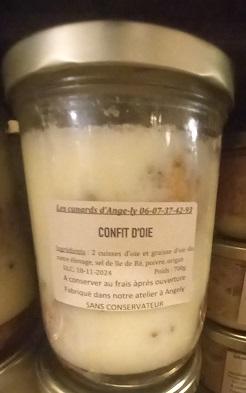 Les canards d'Ange-ly 06-07-37-42-93
CONFIT D'OIE
Ingrédients : 2 cuisses d'oie et graisse d'oie de
notre élevage, sel de île de Ré, poivre, origan
DLC: 10-11-2024 Poids : 700g
A conserver au frais après ouverture
Fabriqué dans notre atelier à Angely
SANS CONSERVATEUR